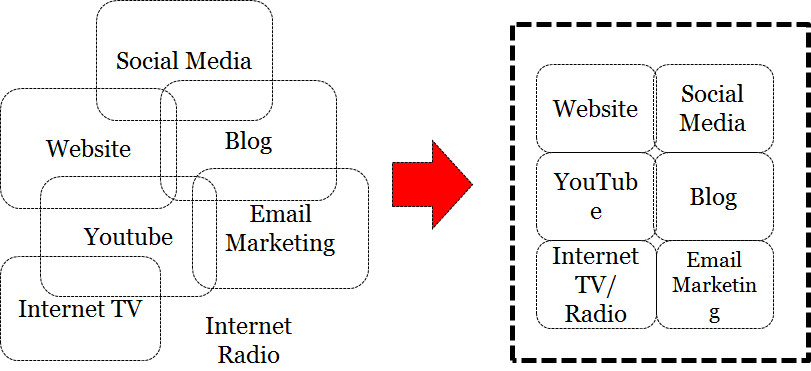 Social Media
Website
Blog
Youtube
Email
Marketing
Internet TV
Internet
Radio
Website
Social
Media
YouTub
e
Blog
Internet
TV/
Radio
Email
Marketin
g